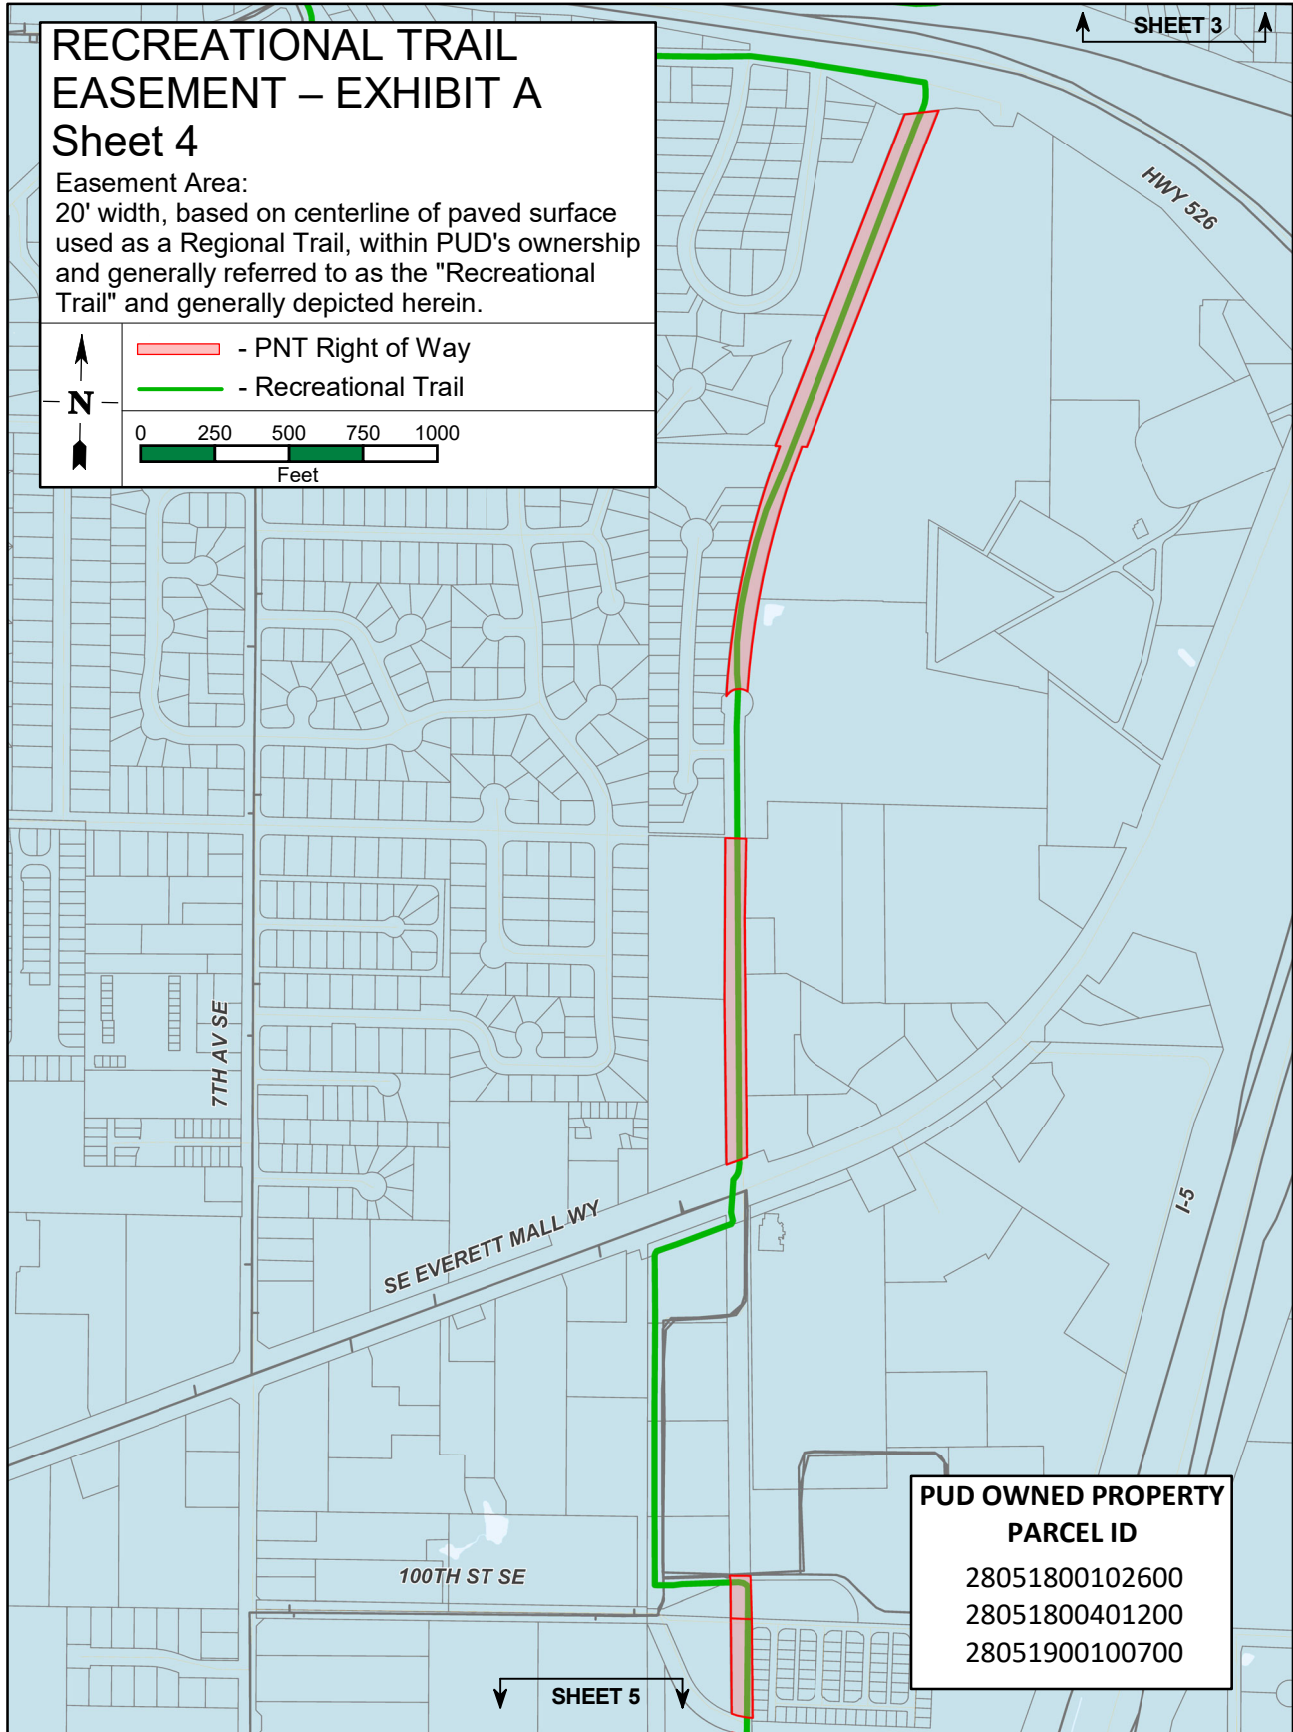 SHEET 3
RECREATIONAL TRAIL
EASEMENT – EXHIBIT A
Sheet 4
Easement Area:
20' width, based on centerline of paved surface
used as a Regional Trail, within PUD's ownership
and generally referred to as the "Recreational
Trail" and generally depicted herein.
N
- PNT Right of Way
- Recreational Trail
0 250 500 750 1000
Feet
HWY 526
7TH AV SE
I-5
SE EVERETT MALL WY
100TH ST SE
PUD OWNED PROPERTY
PARCEL ID
28051800102600
28051800401200
28051900100700
SHEET 5